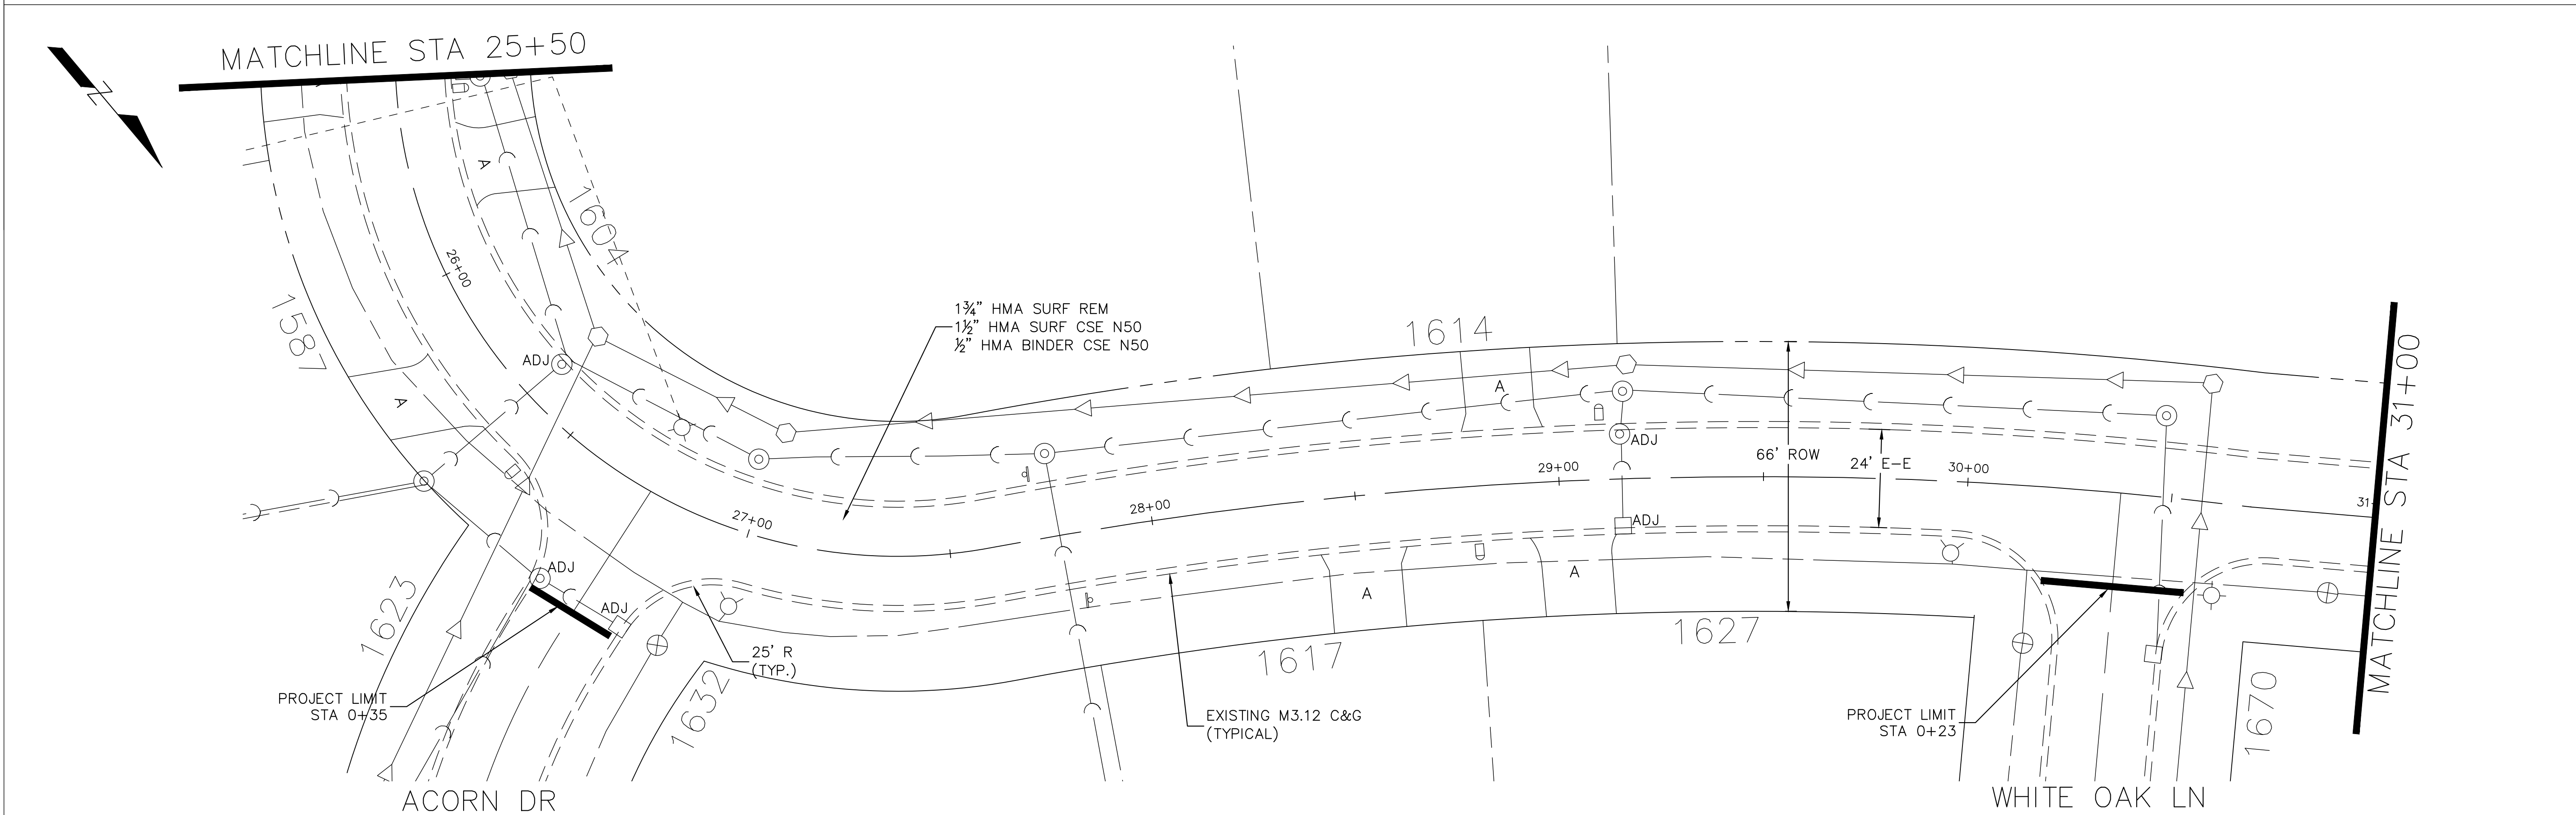 MATCHLINE STA 25+50
N
A
1604
26+00
1587
A
ADJ
1¾" HMA SURF REM
1½" HMA SURF CSE N50
½" HMA BINDER CSE N50
1614
A
ADJ
66' ROW
24' E-E
29+00
30+00
28+00
27+00
ADJ
31+
MATCHLINE STA 31+00
ADJ
ADJ
A
A
1623
1632
25' R
(TYP.)
1617
1627
1670
PROJECT LIMIT
STA 0+35
EXISTING M3.12 C&G
(TYPICAL)
PROJECT LIMIT
STA 0+23
ACORN DR
WHITE OAK LN